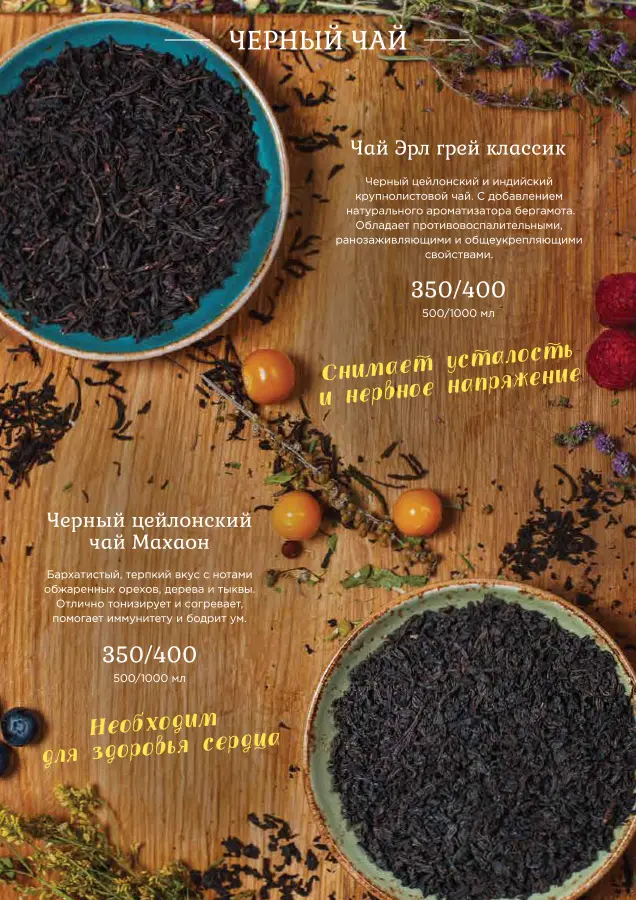 ЧЕРНЫЙ ЧАЙ
Чай Эрл грей классик
Черный цейлонский и индийский
крупнолистовой чай. С добавлением
натурального ароматизатора бергамота.
Обладает противовоспалительными,
ранозаживляющими и общеукрепляющими
свойствами.
350/400
500/1000 мл
Снимает усталость
и нервное напряжение
Черный цейлонский
чай Махаон
Бархатистый, терпкий вкус с нотами
обжаренных орехов, дерева и тыквы.
Отлично тонизирует и согревает,
помогает иммунитету и бодрит ум.
350/400
500/1000 мл
Необходим
для здоровья сердца